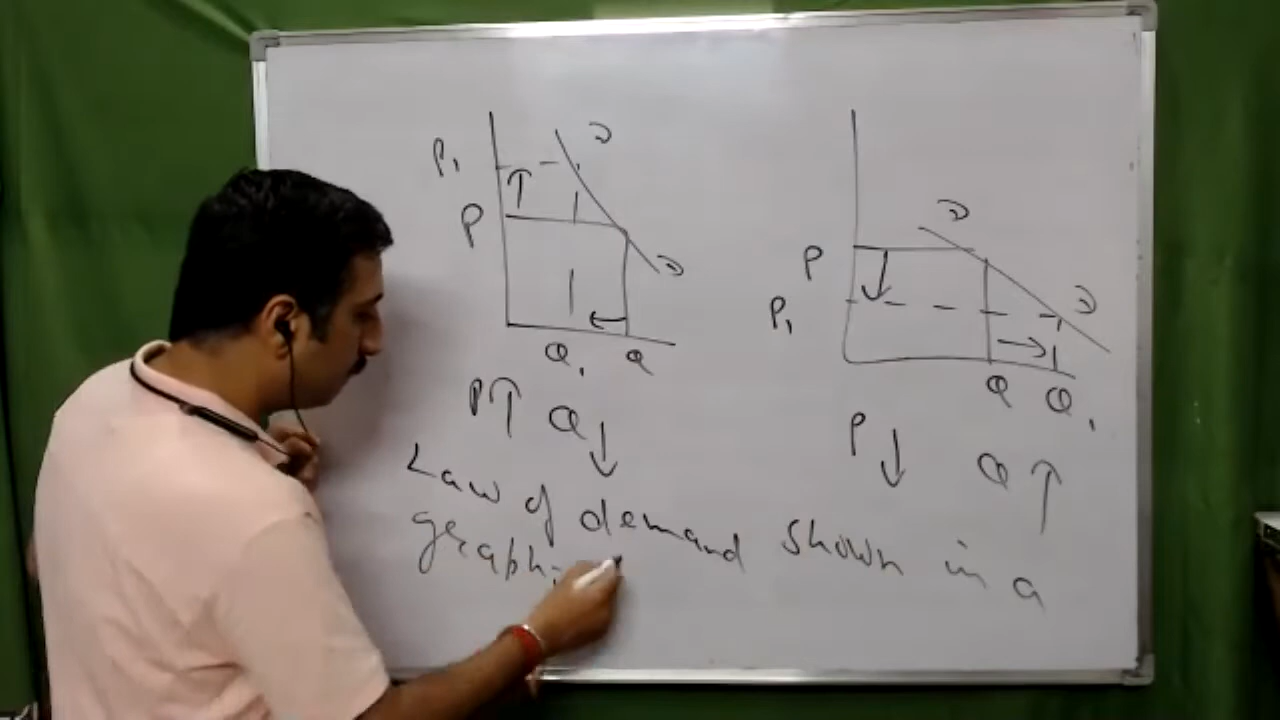 D
P1
P
D
Q1 Q
P↑ Q↓
D
P
P1
D
Q Q1
P↓ Q↑
Law of demand shown in a
graph: